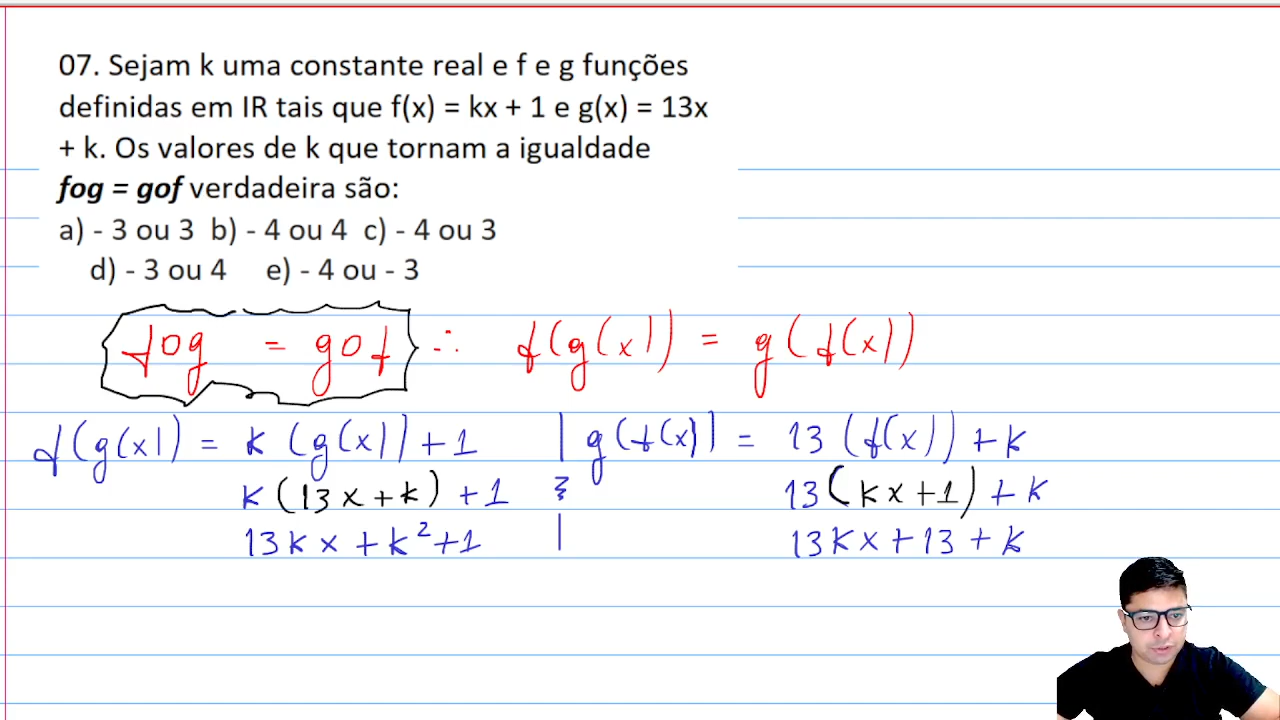 07. Sejam k uma constante real e f e g funções
definidas em IR tais que f(x) = kx + 1 e g(x) = 13x
+ k. Os valores de k que tornam a igualdade
fog = gof verdadeira são:
a) - 3 ou 3 b) - 4 ou 4 c) - 4 ou 3
d) - 3 ou 4 e) - 4 ou - 3
fog = gof ∴ f(g(x)) = g(f(x))
f(g(x)) = k (g(x)) + 1 | g(f(x)) = 13 (f(x)) + k
k (13x + k) + 1 13 (kx + 1) + k
13kx + k² + 1 | 13kx + 13 + k